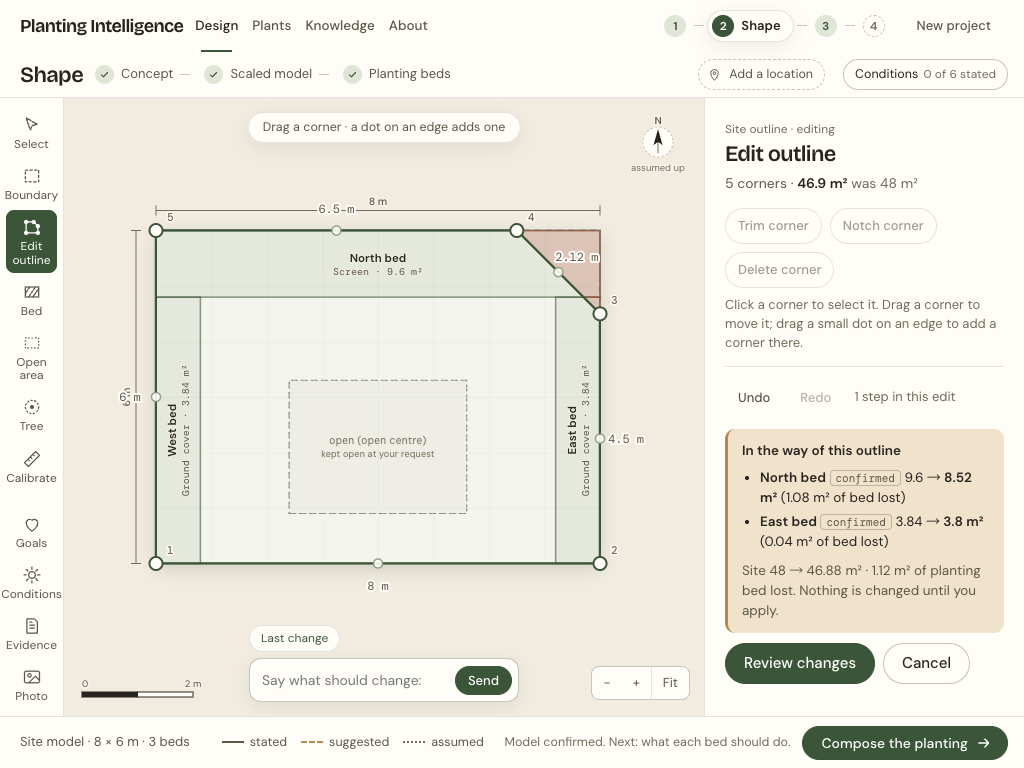 Planting Intelligence Design Plants Knowledge About 1 2 Shape 3 4 New project
Shape Concept Scaled model Planting beds Add a location Conditions 0 of 6 stated
Select
Boundary
Edit
outline
Bed
Open
area
Tree
Calibrate
Goals
Conditions
Evidence
Photo
Drag a corner · a dot on an edge adds one
N
assumed up
8 m
6.5 m
5
4
North bed
Screen · 9.6 m²
2.12 m
3
6 m
West bed
Ground cover · 3.84 m²
open (open centre)
kept open at your request
East bed
Ground cover · 3.84 m²
4.5 m
1
2
8 m
Last change
Say what should change:
Send
0 2 m
− + Fit
Site outline · editing
Edit outline
5 corners · 46.9 m² was 48 m²
Trim corner Notch corner
Delete corner
Click a corner to select it. Drag a corner to
move it; drag a small dot on an edge to add a
corner there.
Undo Redo 1 step in this edit
In the way of this outline
• North bed confirmed 9.6 → 8.52
m² (1.08 m² of bed lost)
• East bed confirmed 3.84 → 3.8 m²
(0.04 m² of bed lost)
Site 48 → 46.88 m² · 1.12 m² of planting
bed lost. Nothing is changed until you
apply.
Review changes Cancel
Site model · 8 × 6 m · 3 beds stated suggested assumed Model confirmed. Next: what each bed should do. Compose the planting →